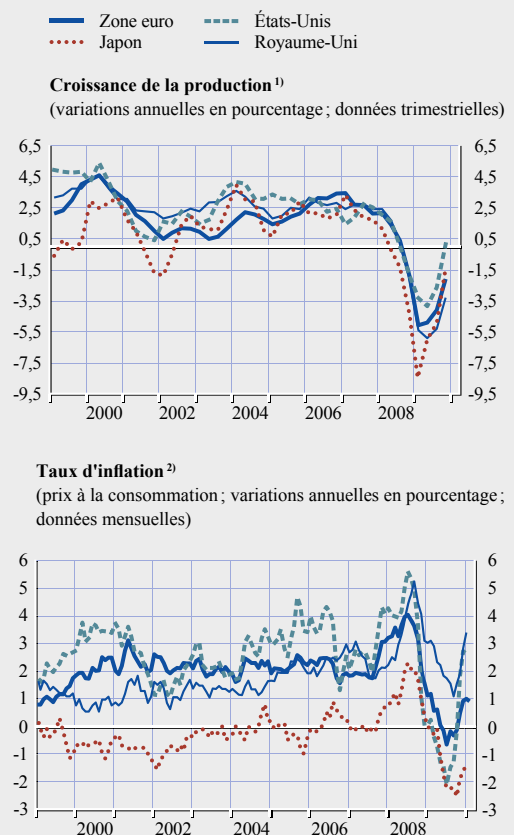 Zone euro États-Unis
Japon Royaume-Uni
Croissance de la production 1)
(variations annuelles en pourcentage ; données trimestrielles)
6,5 6,5
4,5 4,5
2,5 2,5
0,5 0,5
-1,5 -1,5
-3,5 -3,5
-5,5 -5,5
-7,5 -7,5
-9,5 -9,5
2000 2002 2004 2006 2008
Taux d'inflation 2)
(prix à la consommation ; variations annuelles en pourcentage ;
données mensuelles)
6 6
5 5
4 4
3 3
2 2
1 1
0 0
-1 -1
-2 -2
-3 -3
2000 2002 2004 2006 2008